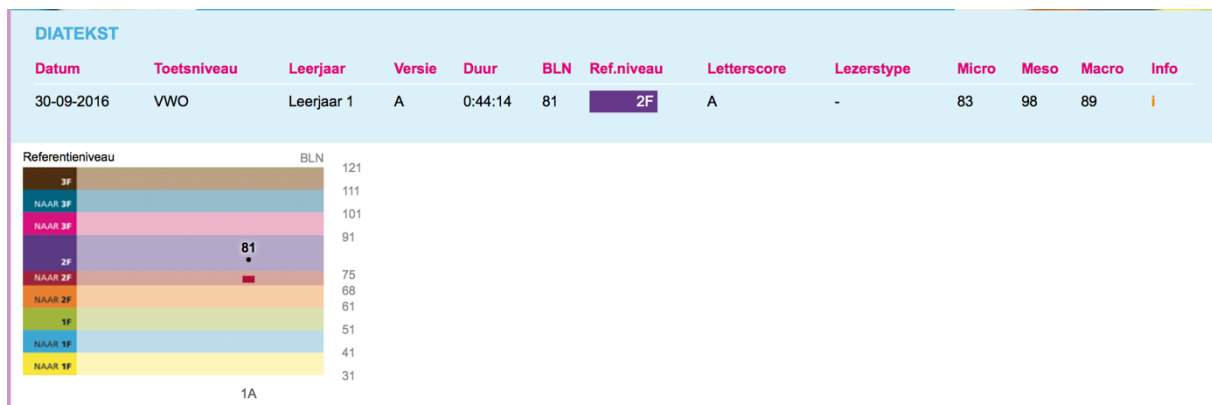 DIATEKST
Datum Toetsniveau Leerjaar Versie Duur BLN Ref.niveau Letterscore Lezerstype Micro Meso Macro Info
30-09-2016 VWO Leerjaar 1 A 0:44:14 81 2F A - 83 98 89 i
Referentieniveau BLN
121
3F
111
NAAR 3F
101
NAAR 3F
91
81
2F
75
NAAR 2F
68
NAAR 2F
61
1F
51
NAAR 1F
41
NAAR 1F
31
1A